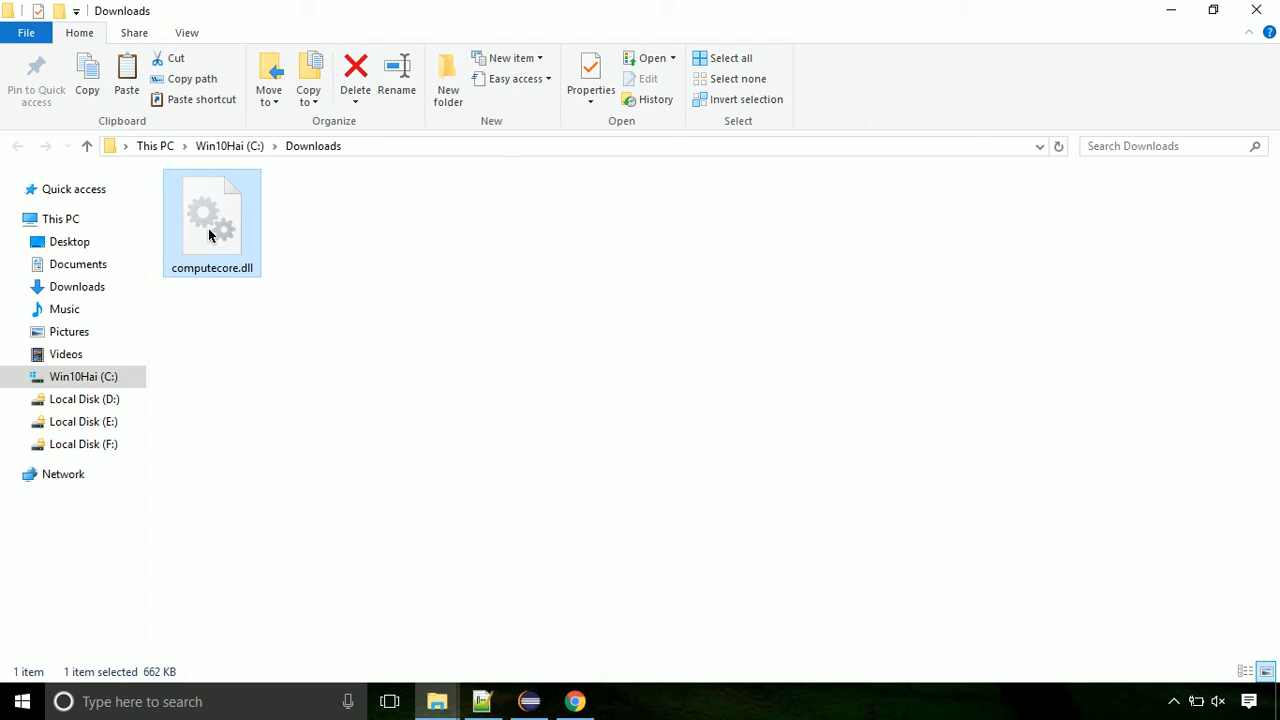 Downloads
File Home Share View
Pin to Quick access
Copy
Paste
Cut
Copy path
Paste shortcut
Clipboard
Move to
Copy to
Delete
Rename
Organize
New folder
New item
Easy access
New
Properties
Open
Edit
History
Open
Select all
Select none
Invert selection
Select
This PC > Win10Hai (C:) > Downloads
Search Downloads
Quick access
This PC
Desktop
Documents
Downloads
Music
Pictures
Videos
Win10Hai (C:)
Local Disk (D:)
Local Disk (E:)
Local Disk (F:)
Network
computecore.dll
1 item 1 item selected 662 KB
Type here to search